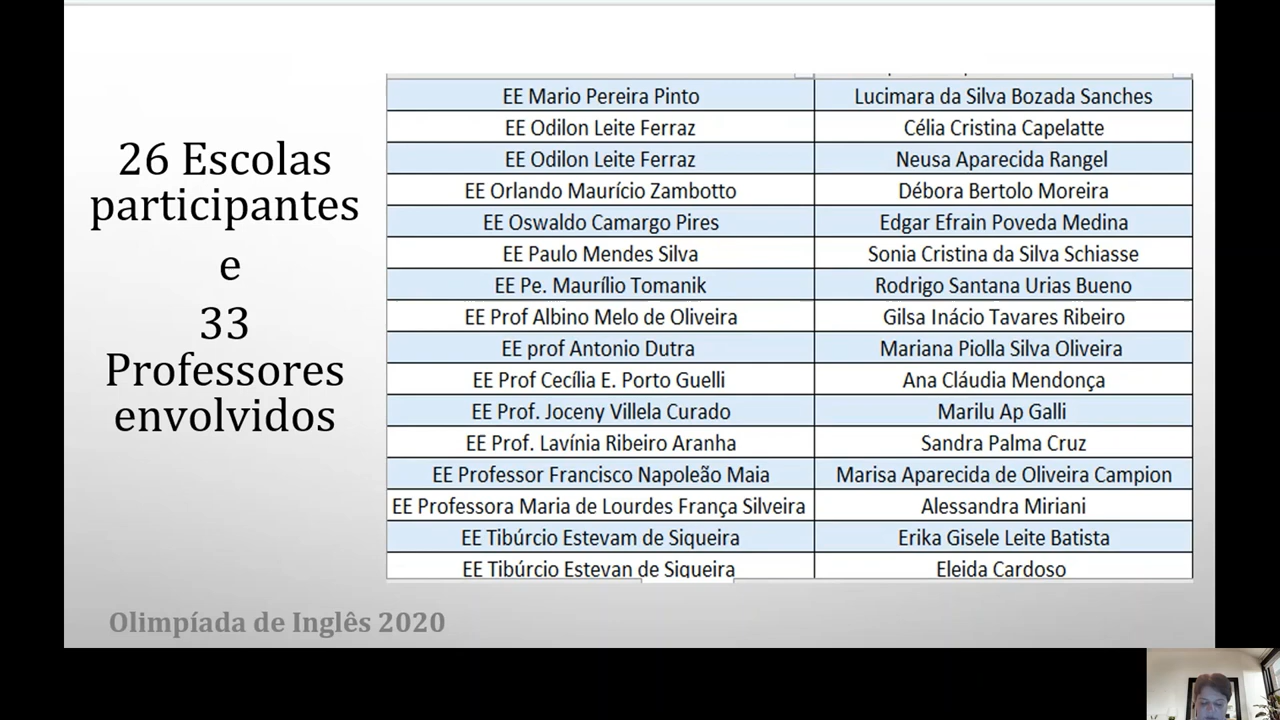 26 Escolas
participantes
e
33
Professores
envolvidos
EE Mario Pereira Pinto Lucimara da Silva Bozada Sanches
EE Odilon Leite Ferraz Célia Cristina Capelatte
EE Odilon Leite Ferraz Neusa Aparecida Rangel
EE Orlando Maurício Zambotto Débora Bertolo Moreira
EE Oswaldo Camargo Pires Edgar Efrain Poveda Medina
EE Paulo Mendes Silva Sonia Cristina da Silva Schiasse
EE Pe. Maurílio Tomanik Rodrigo Santana Urias Bueno
EE Prof Albino Melo de Oliveira Gilsa Inácio Tavares Ribeiro
EE prof Antonio Dutra Mariana Piolla Silva Oliveira
EE Prof Cecília E. Porto Guelli Ana Cláudia Mendonça
EE Prof. Joceny Villela Curado Marilu Ap Galli
EE Prof. Lavínia Ribeiro Aranha Sandra Palma Cruz
EE Professor Francisco Napoleão Maia Marisa Aparecida de Oliveira Campion
EE Professora Maria de Lourdes França Silveira Alessandra Miriani
EE Tibúrcio Estevam de Siqueira Erika Gisele Leite Batista
EE Tibúrcio Estevan de Siqueira Eleida Cardoso
Olimpíada de Inglês 2020